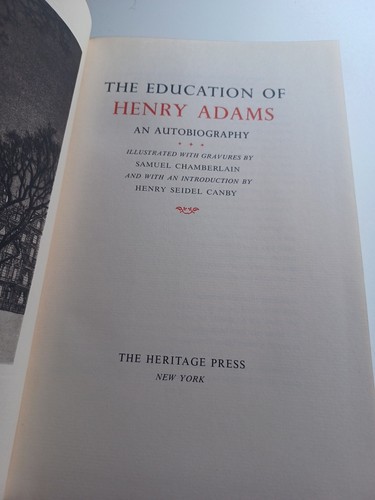 THE EDUCATION OF
HENRY ADAMS
AN AUTOBIOGRAPHY
ILLUSTRATED WITH GRAVURES BY
SAMUEL CHAMBERLAIN
AND WITH AN INTRODUCTION BY
HENRY SEIDEL CANBY
THE HERITAGE PRESS
NEW YORK